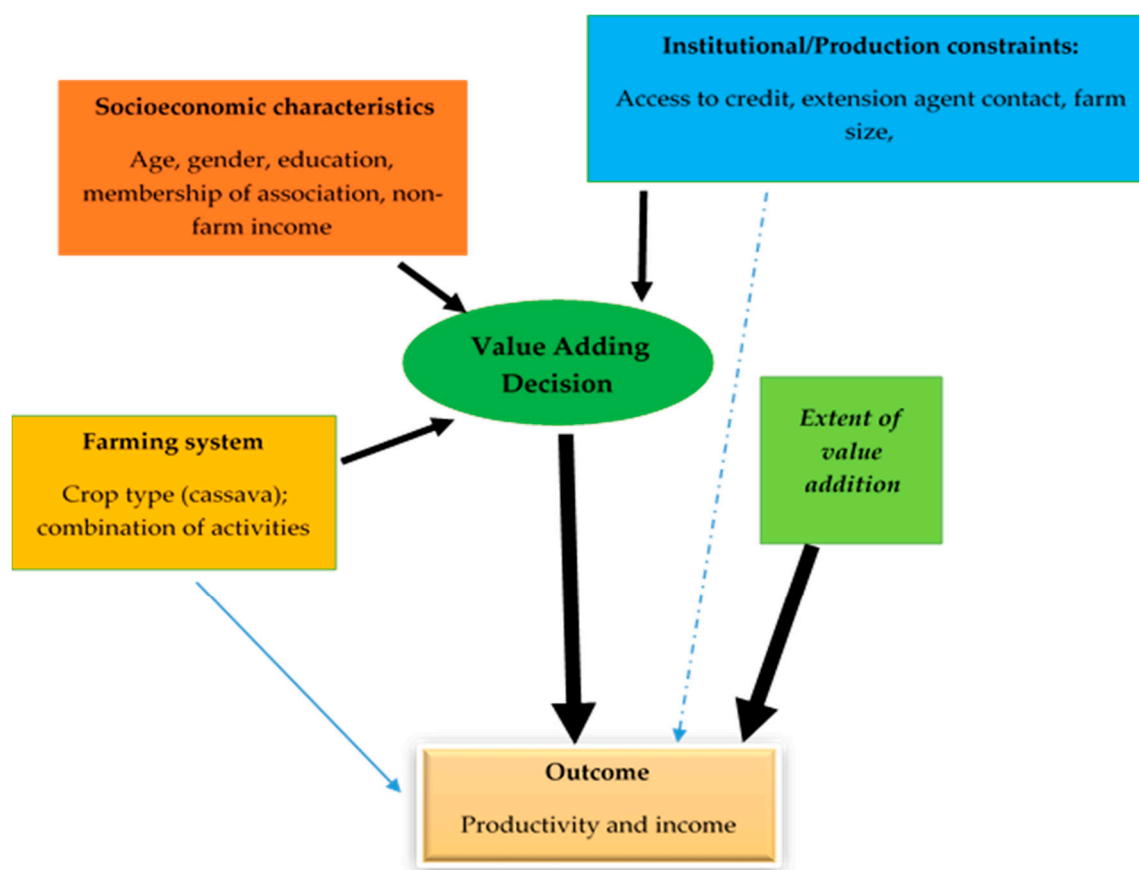 Institutional/Production constraints:
Access to credit, extension agent contact, farm
size,
Socioeconomic characteristics
Age, gender, education,
membership of association, non-
farm income
Value Adding
Decision
Extent of
value
addition
Farming system
Crop type (cassava);
combination of activities
Outcome
Productivity and income